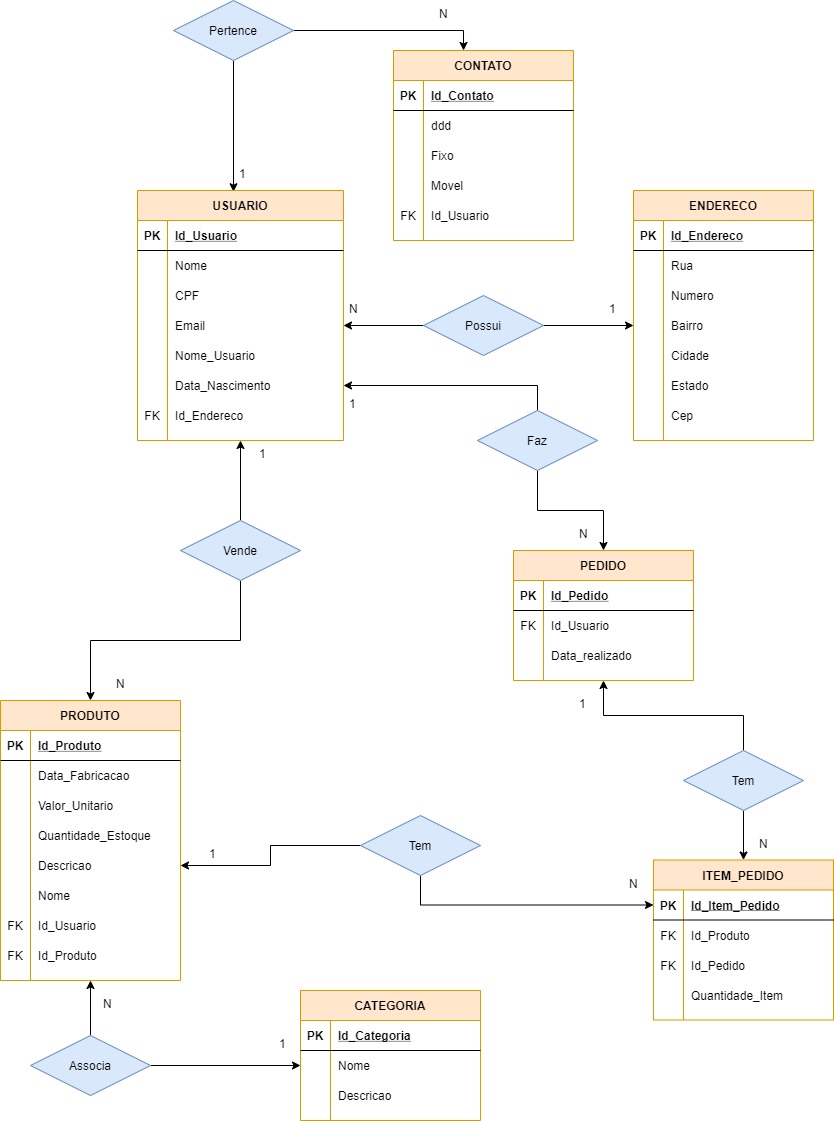 N
Pertence
CONTATO
PK Id_Contato
ddd
Fixo
Movel
FK Id_Usuario
1
USUARIO
PK Id_Usuario
Nome
CPF
Email
Nome_Usuario
Data_Nascimento
FK Id_Endereco
ENDERECO
PK Id_Endereco
Rua
Numero
Bairro
Cidade
Estado
Cep
N
Possui
1
1
Faz
N
1
Vende
N
PEDIDO
PK Id_Pedido
FK Id_Usuario
Data_realizado
1
Tem
N
PRODUTO
PK Id_Produto
Data_Fabricacao
Valor_Unitario
Quantidade_Estoque
Descricao
Nome
FK Id_Usuario
FK Id_Produto
1
Tem
N
ITEM_PEDIDO
PK Id_Item_Pedido
FK Id_Produto
FK Id_Pedido
Quantidade_Item
N
Associa
1
CATEGORIA
PK Id_Categoria
Nome
Descricao